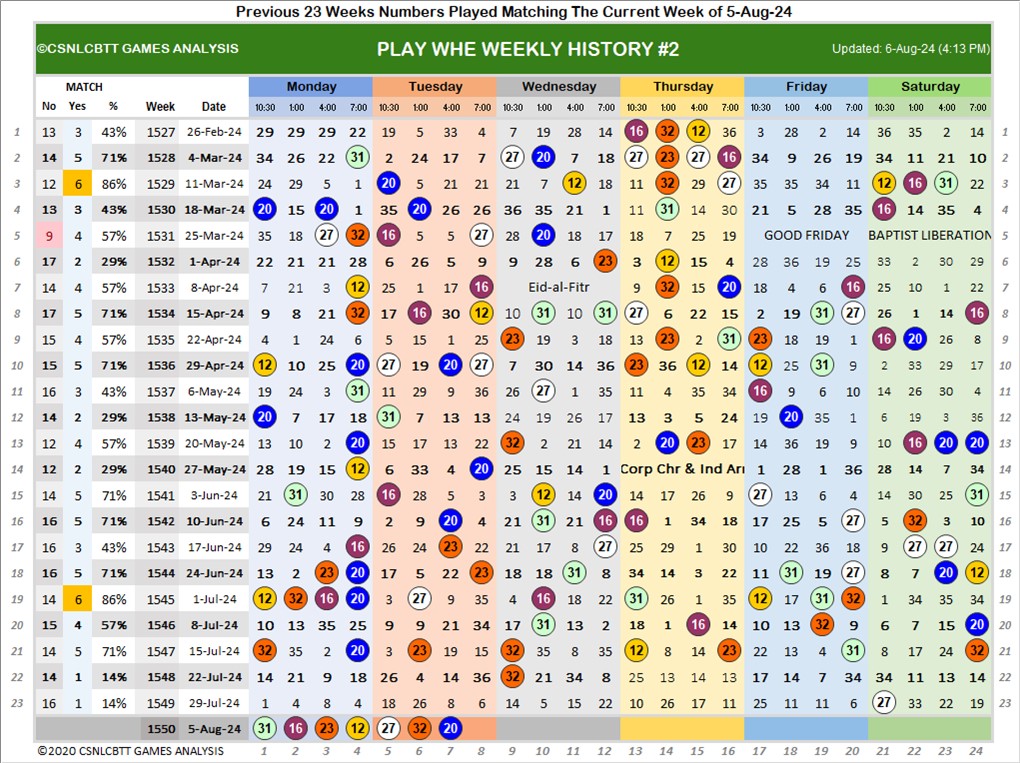 Previous 23 Weeks Numbers Played Matching The Current Week of 5-Aug-24
©CSNLCBTT GAMES ANALYSIS PLAY WHE WEEKLY HISTORY #2 Updated: 6-Aug-24 (4:13 PM)
MATCH Monday Tuesday Wednesday Thursday Friday Saturday
No Yes % Week Date 10:30 1:00 4:00 7:00 10:30 1:00 4:00 7:00 10:30 1:00 4:00 7:00 10:30 1:00 4:00 7:00 10:30 1:00 4:00 7:00 10:30 1:00 4:00 7:00
1 13 3 43% 1527 26-Feb-24 29 29 29 22 19 5 33 4 7 19 28 14 16 32 12 36 3 28 2 14 36 35 2 14 1
2 14 5 71% 1528 4-Mar-24 34 26 22 31 2 24 17 7 27 20 7 18 27 23 27 16 34 9 26 19 34 11 21 10 2
3 12 6 86% 1529 11-Mar-24 24 29 5 1 20 5 21 21 21 7 12 18 11 32 29 27 35 35 34 11 12 16 31 22 3
4 13 3 43% 1530 18-Mar-24 20 15 20 1 35 20 26 26 36 35 21 1 11 31 14 30 21 5 28 35 16 14 35 4 4
5 9 4 57% 1531 25-Mar-24 35 18 27 32 16 5 5 27 28 20 18 17 18 7 25 19 GOOD FRIDAY BAPTIST LIBERATION 5
6 17 2 29% 1532 1-Apr-24 22 21 21 28 6 26 5 9 9 28 6 23 3 12 15 4 28 36 19 25 33 2 30 29 6
7 14 4 57% 1533 8-Apr-24 7 21 3 12 25 1 17 16 Eid-al-Fitr 9 32 15 20 18 4 6 16 25 10 1 22 7
8 17 5 71% 1534 15-Apr-24 9 8 21 32 17 16 30 12 10 31 10 31 27 6 22 15 2 19 31 27 26 1 14 16 8
9 15 4 57% 1535 22-Apr-24 4 1 24 6 5 15 1 25 23 19 3 18 13 23 2 31 23 18 19 1 16 20 26 8 9
10 15 5 71% 1536 29-Apr-24 12 10 25 20 27 19 20 27 7 30 14 36 23 36 12 14 12 25 31 9 2 33 29 17 10
11 16 3 43% 1537 6-May-24 19 24 3 31 11 29 9 36 26 27 1 35 11 4 35 34 16 9 6 10 14 26 30 4 11
12 14 2 29% 1538 13-May-24 20 7 17 18 31 7 13 13 24 19 26 17 13 3 35 24 19 20 35 1 6 19 3 36 12
13 12 4 57% 1539 20-May-24 13 10 2 20 15 17 13 22 32 2 21 14 2 20 23 17 14 36 19 9 10 16 20 20 13
14 12 2 29% 1540 27-May-24 28 19 15 12 6 33 4 20 25 15 14 1 Corp Chr & Ind Arr 1 28 1 36 28 14 7 34 14
15 14 5 71% 1541 3-Jun-24 21 31 30 28 16 28 5 3 3 12 14 20 14 17 26 9 27 13 6 4 14 30 25 31 15
16 16 5 71% 1542 10-Jun-24 6 24 11 9 2 9 20 4 21 31 21 16 16 1 34 18 17 25 5 27 5 32 3 10 16
17 16 3 43% 1543 17-Jun-24 29 24 4 16 26 24 23 22 21 17 8 27 25 29 1 30 10 22 36 18 22 27 27 24 17
18 16 5 71% 1544 24-Jun-24 13 2 23 20 17 5 22 23 18 18 31 8 34 14 3 22 11 31 19 27 8 7 20 12 18
19 14 6 86% 1545 1-Jul-24 12 32 16 20 3 27 9 35 4 16 18 22 31 26 1 35 12 17 31 32 1 34 35 34 19
20 15 4 57% 1546 8-Jul-24 10 13 35 25 9 9 21 34 17 31 13 2 18 1 16 14 10 13 32 9 6 7 15 20 20
21 14 5 71% 1547 15-Jul-24 32 35 2 20 3 23 19 15 32 35 8 35 12 8 14 23 22 13 4 31 8 17 24 32 21
22 14 1 14% 1548 22-Jul-24 14 21 9 18 26 4 14 36 32 21 34 8 25 13 14 13 17 14 7 34 34 11 13 14 22
23 16 1 14% 1549 29-Jul-24 1 4 8 4 18 26 8 6 14 5 15 22 10 26 17 11 9 25 1 11 27 33 22 19 23
1550 5-Aug-24 31 16 23 12 27 32 20
©2020 CSNLCBTT GAMES ANALYSIS 1 2 3 4 5 6 7 8 9 10 11 12 13 14 15 16 17 18 19 20 21 22 23 24